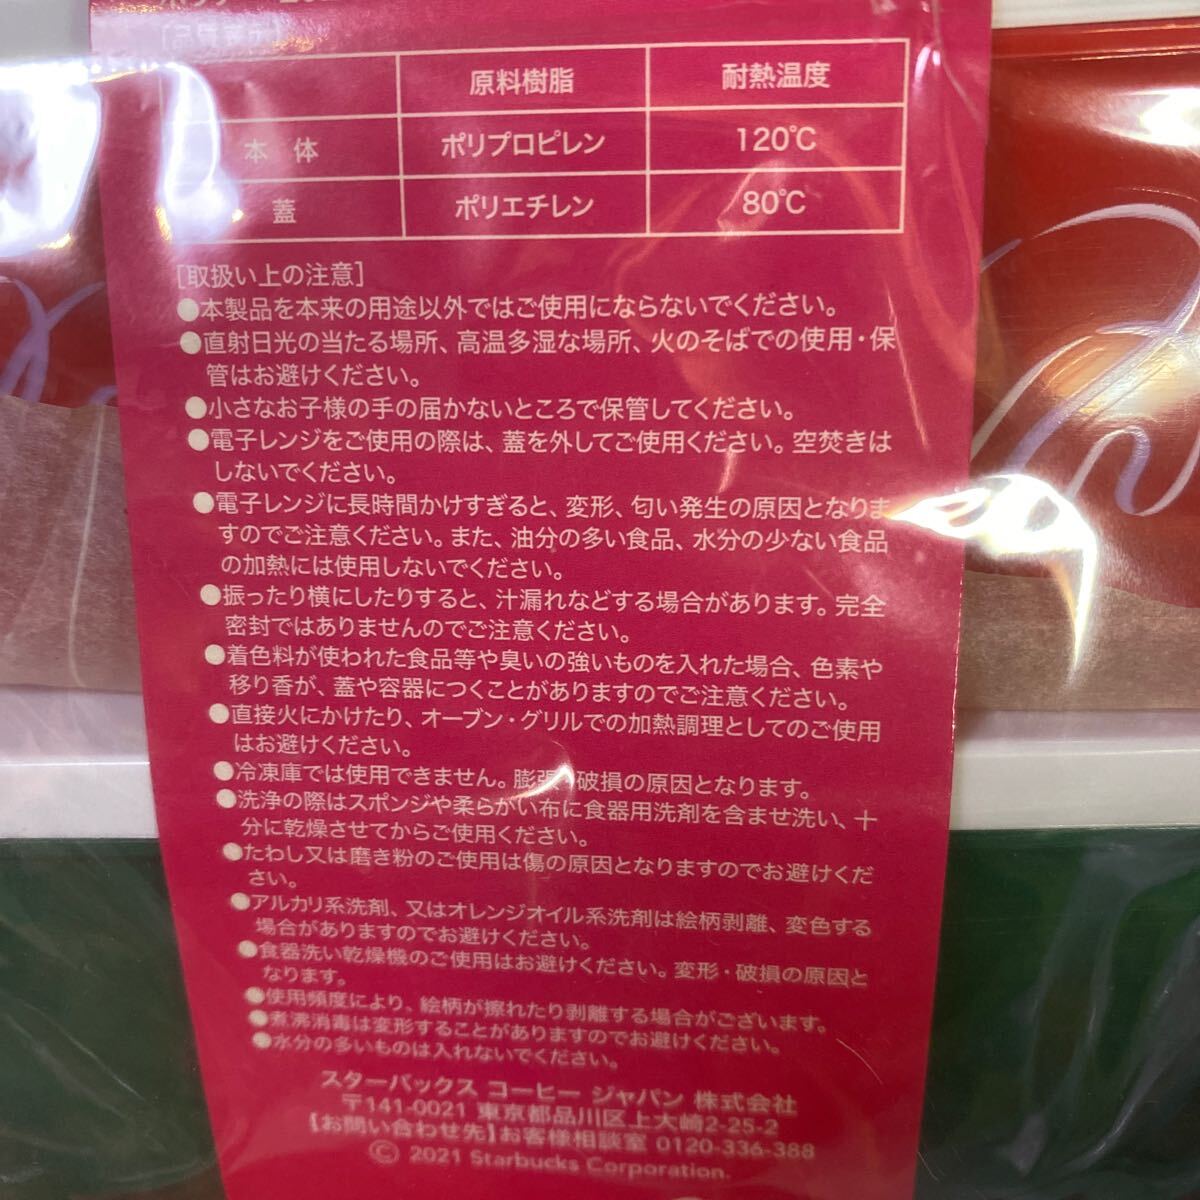 原料樹脂 耐熱温度
本体 ポリプロピレン 120℃
蓋 ポリエチレン 80℃
[取扱い上の注意]
●本製品を本来の用途以外ではご使用にならないでください。
●直射日光の当たる場所、高温多湿な場所、火のそばでの使用・保
管はお避けください。
●小さなお子様の手の届かないところで保管してください。
●電子レンジをご使用の際は、蓋を外してご使用ください。空焚きは
しないでください。
●電子レンジに長時間かけすぎると、変形、匂い発生の原因となりま
すのでご注意ください。また、油分の多い食品、水分の少ない食品
の加熱には使用しないでください。
●振ったり横にしたりすると、汁漏れなどする場合があります。完全
密封ではありませんのでご注意ください。
●着色料が使われた食品等や臭いの強いものを入れた場合、色素や
移り香が、蓋や容器につくことがありますのでご注意ください。
●直接火にかけたり、オーブン・グリルでの加熱調理としてのご使用
はお避けください。
●冷凍庫では使用できません。膨張・破損の原因となります。
●洗浄の際はスポンジや柔らかい布に食器用洗剤を含ませ洗い、十
分に乾燥させてからご使用ください。
●たわし又は磨き粉のご使用は傷の原因となりますのでお避けくだ
さい。
●アルカリ系洗剤、又はオレンジオイル系洗剤は絵柄剥離、変色する
場合がありますのでお避けください。
●食器洗い乾燥機のご使用はお避けください。変形・破損の原因と
なります。
●使用頻度により、絵柄が擦れたり剥離する場合がございます。
●煮沸消毒は変形することがありますのでお避けください。
●水分の多いものは入れないでください。
スターバックス コーヒー ジャパン 株式会社
〒141-0021 東京都品川区上大崎2-25-2
【お問い合わせ先】お客様相談室 0120-336-388
© 2021 Starbucks Corporation.